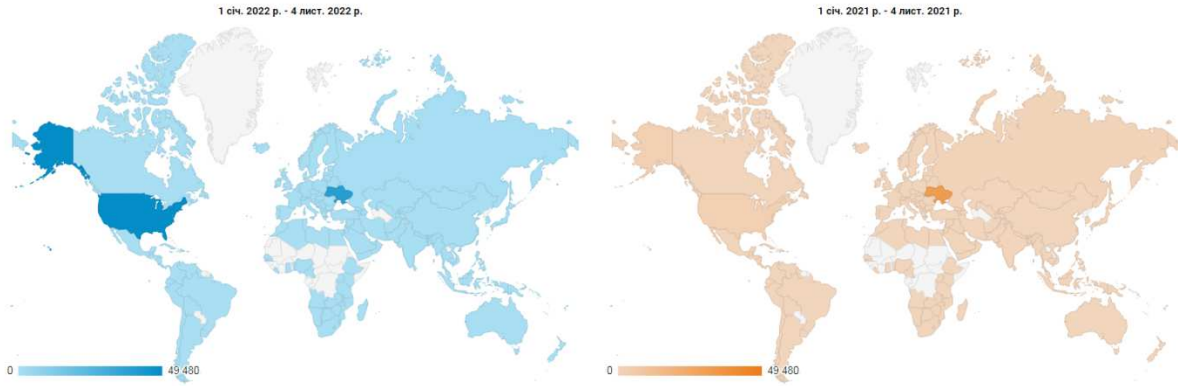 1 січ. 2022 р. - 4 лист. 2022 р.
1 січ. 2021 р. - 4 лист. 2021 р.
0 49 480
0 49 480